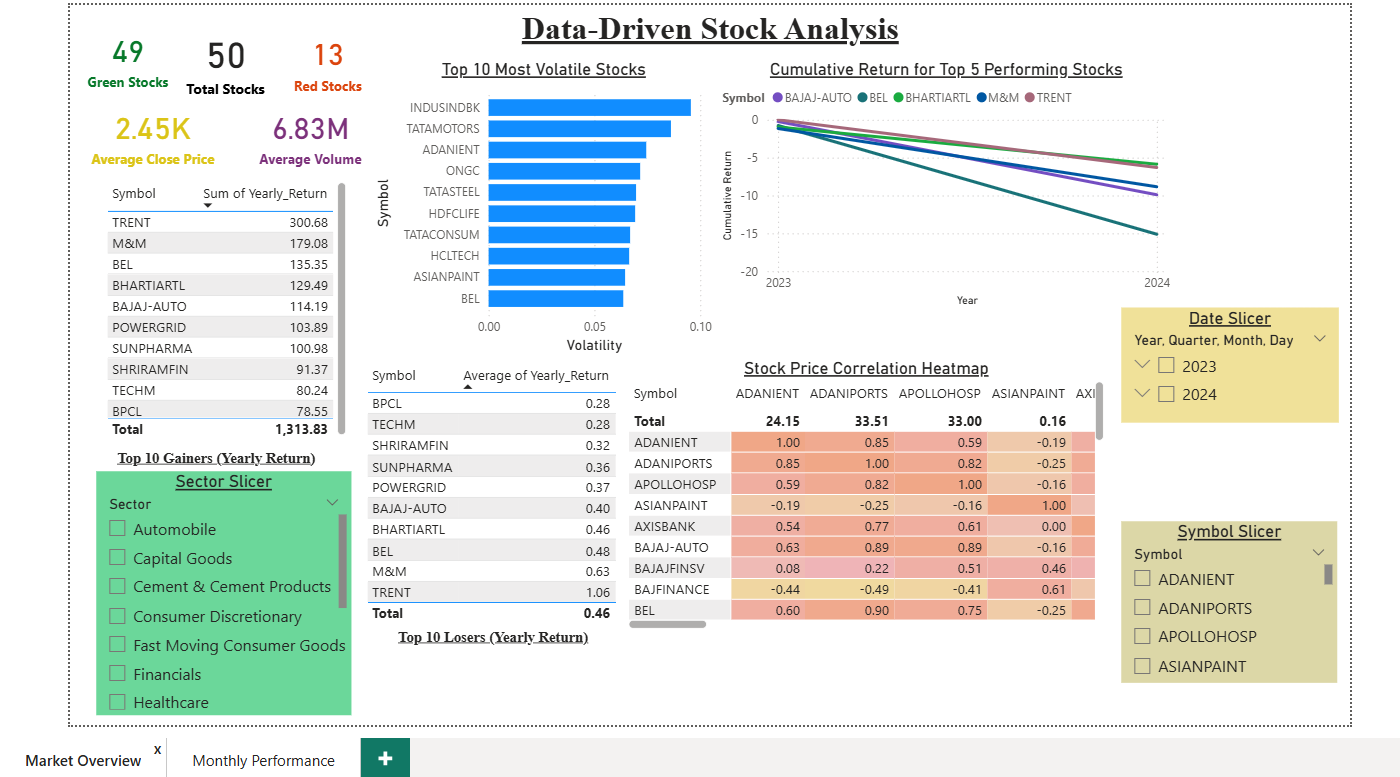 Data-Driven Stock Analysis
49
Green Stocks
50
Total Stocks
13
Red Stocks
2.45K
Average Close Price
6.83M
Average Volume
Symbol Sum of Yearly_Return
TRENT 300.68
M&M 179.08
BEL 135.35
BHARTIARTL 129.49
BAJAJ-AUTO 114.19
POWERGRID 103.89
SUNPHARMA 100.98
SHRIRAMFIN 91.37
TECHM 80.24
BPCL 78.55
Total 1,313.83
Top 10 Gainers (Yearly Return)
Sector Slicer
Sector
Automobile
Capital Goods
Cement & Cement Products
Consumer Discretionary
Fast Moving Consumer Goods
Financials
Healthcare
Top 10 Most Volatile Stocks
Symbol
INDUSINDBK
TATAMOTORS
ADANIENT
ONGC
TATASTEEL
HDFCLIFE
TATACONSUM
HCLTECH
ASIANPAINT
BEL
0.00 0.05 0.10
Volatility
Cumulative Return for Top 5 Performing Stocks
Symbol BAJAJ-AUTO BEL BHARTIARTL M&M TRENT
Cumulative Return
0
-5
-10
-15
-20
2023 2024
Year
Symbol Average of Yearly_Return
BPCL 0.28
TECHM 0.28
SHRIRAMFIN 0.32
SUNPHARMA 0.36
POWERGRID 0.37
BAJAJ-AUTO 0.40
BHARTIARTL 0.46
BEL 0.48
M&M 0.63
TRENT 1.06
Total 0.46
Top 10 Losers (Yearly Return)
Stock Price Correlation Heatmap
Symbol ADANIENT ADANIPORTS APOLLOHOSP ASIANPAINT AXI
Total 24.15 33.51 33.00 0.16
ADANIENT 1.00 0.85 0.59 -0.19
ADANIPORTS 0.85 1.00 0.82 -0.25
APOLLOHOSP 0.59 0.82 1.00 -0.16
ASIANPAINT -0.19 -0.25 -0.16 1.00
AXISBANK 0.54 0.77 0.61 0.00
BAJAJ-AUTO 0.63 0.89 0.89 -0.16
BAJAJFINSV 0.08 0.22 0.51 0.46
BAJFINANCE -0.44 -0.49 -0.41 0.61
BEL 0.60 0.90 0.75 -0.25
Date Slicer
Year, Quarter, Month, Day
2023
2024
Symbol Slicer
Symbol
ADANIENT
ADANIPORTS
APOLLOHOSP
ASIANPAINT
Market Overview x
Monthly Performance
+